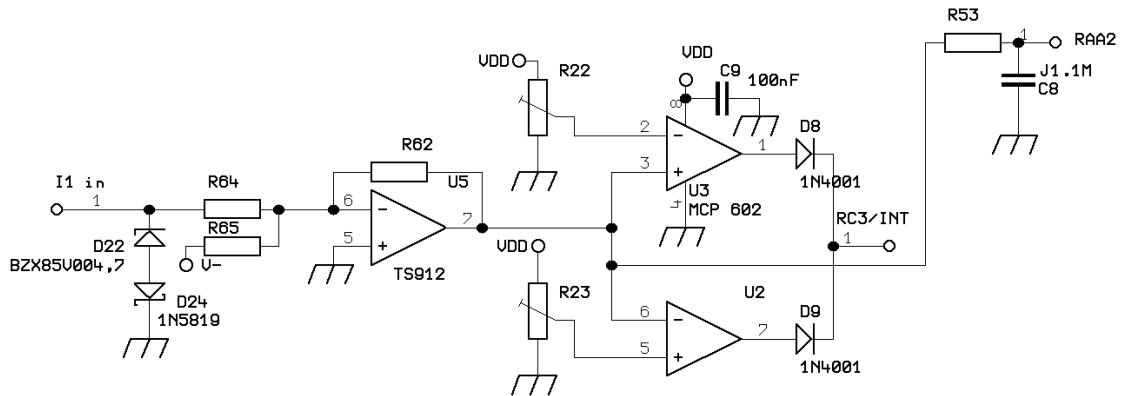 R53
1
RAA2
J1.1M
C8
VDD
R22
VDD
C9
100nF
8
2
3
1
D8
1N4001
U3
MCP 602
4
I1 in
1
R64
R62
U5
6
5
7
TS912
R65
V-
D22
BZX85V004,7
D24
1N5819
VDD
R23
RC3/INT
1
U2
6
5
7
D9
1N4001